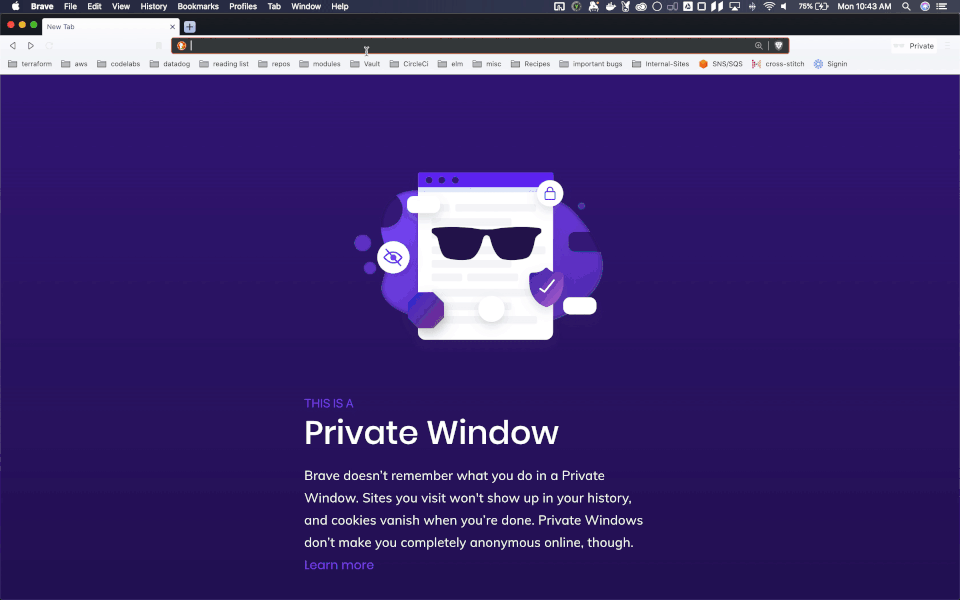 Brave File Edit View History Bookmarks Profiles Tab Window Help 75% Mon 10:43 AM
New Tab
Private
terraform aws codelabs datadog reading list repos modules Vault CircleCi elm misc Recipes important bugs Internal-Sites SNS/SQS cross-stitch Signin
THIS IS A
Private Window
Brave doesn't remember what you do in a Private
Window. Sites you visit won't show up in your history,
and cookies vanish when you're done. Private Windows
don't make you completely anonymous online, though.
Learn more